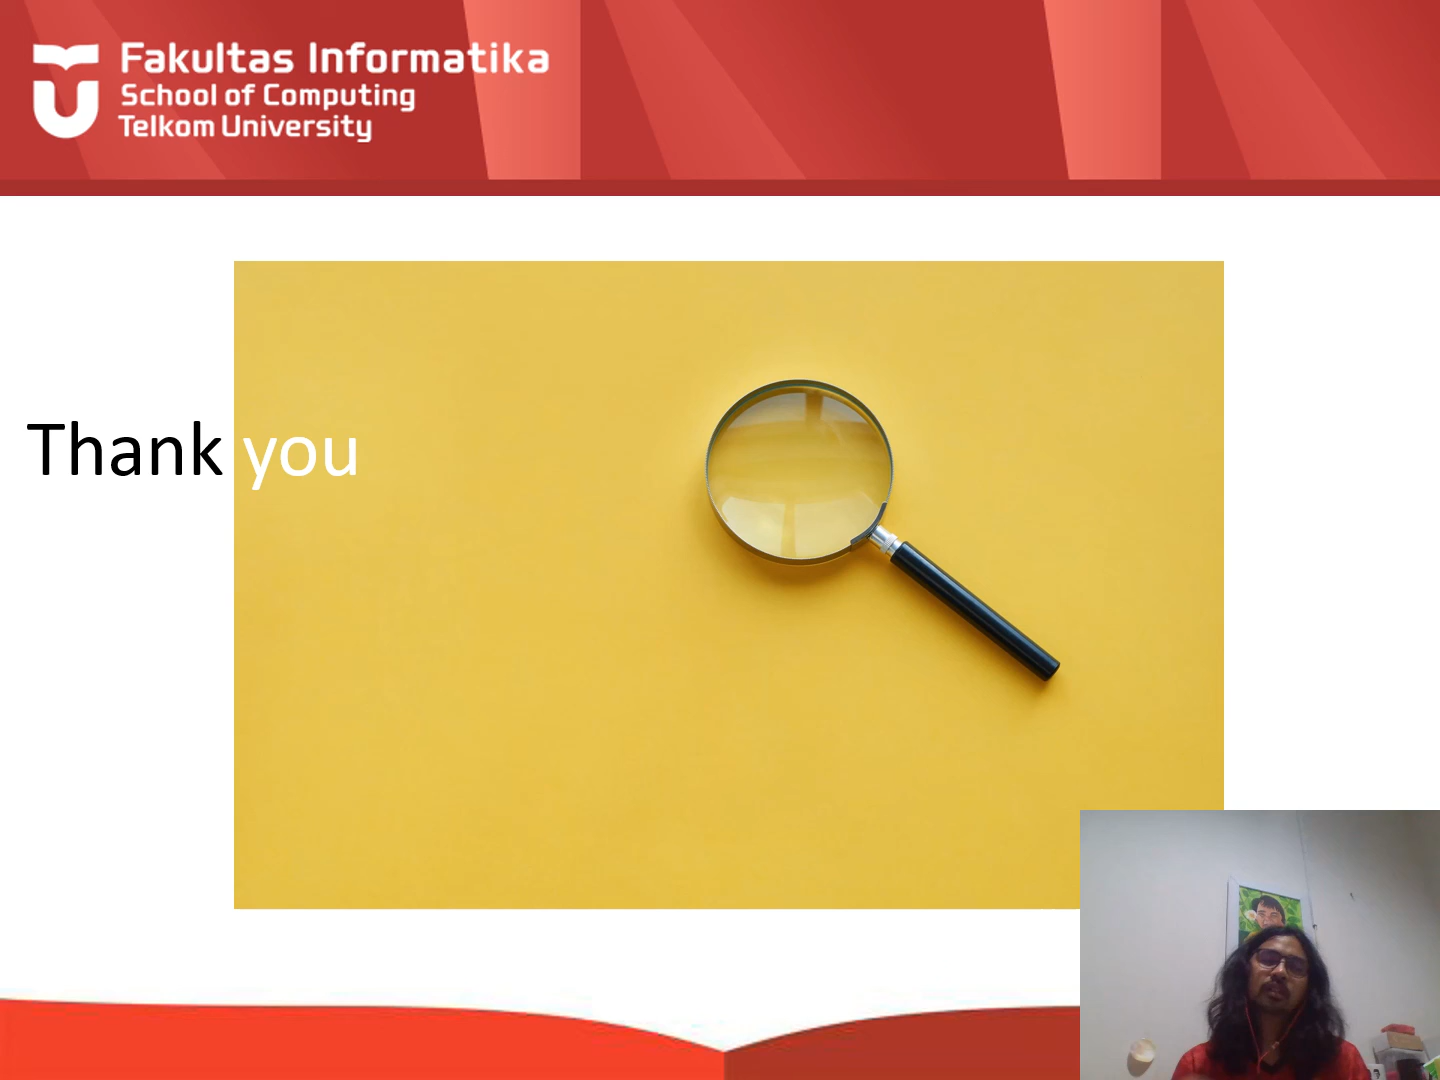 Fakultas Informatika
School of Computing
Telkom University
Thank you